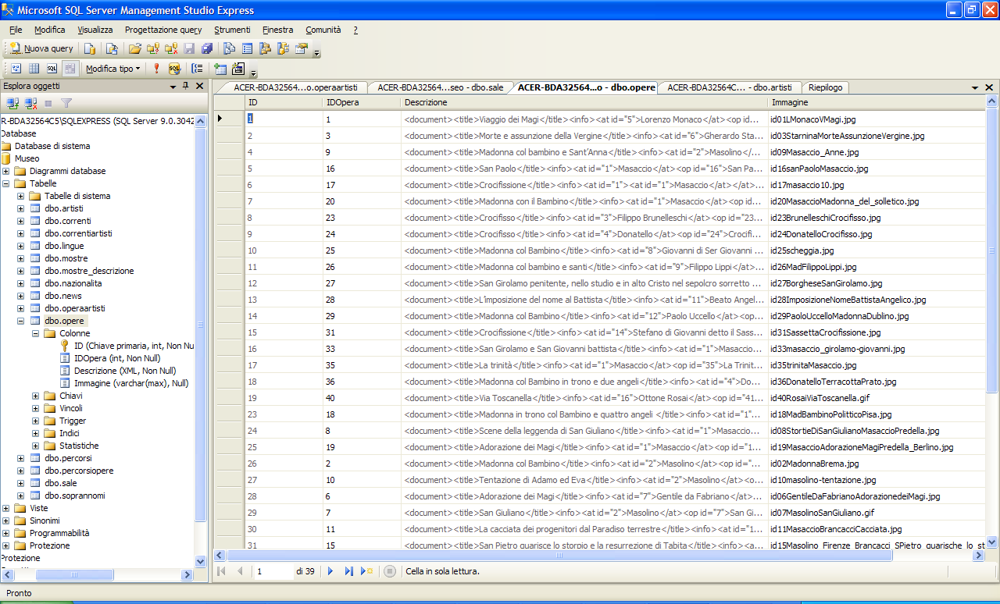 Microsoft SQL Server Management Studio Express
File Modifica Visualizza Progettazione query Strumenti Finestra Comunità ?
Nuova query
Modifica tipo
Esplora oggetti
R-BDA32564C5\SQLEXPRESS (SQL Server 9.0.3042
Database
Database di sistema
Museo
Diagrammi database
Tabelle
Tabelle di sistema
dbo.artisti
dbo.correnti
dbo.correntiartisti
dbo.lingue
dbo.mostre
dbo.mostre_descrizione
dbo.nazionalita
dbo.news
dbo.operaartisti
dbo.opere
Colonne
ID (Chiave primaria, int, Non Nu
IDOpera (int, Non Null)
Descrizione (XML, Non Null)
Immagine (varchar(max), Null)
Chiavi
Vincoli
Trigger
Indici
Statistiche
dbo.percorsi
dbo.percorsiopere
dbo.sale
dbo.soprannomi
Viste
Sinonimi
Programmabilità
Protezione
Protezione
ACER-BDA32564...o.operaartisti ACER-BDA32564...seo - dbo.sale ACER-BDA32564...o - dbo.opere ACER-BDA32564C... - dbo.artisti Riepilogo
ID IDOpera Descrizione Immagine
1 1 <document><title>Viaggio dei Magi</title><info><at id="5">Lorenzo Monaco</at><op id... id01LMonacoVMagi.jpg
2 3 <document><title>Morte e assunzione della Vergine</title><info><at id="6">Gherardo Sta... id03StarninaMorteAssunzioneVergine.jpg
4 9 <document><title>Madonna col bambino e Sant'Anna</title><info><at id="2">Masolino</... id09Masaccio_Anne.jpg
5 16 <document><title>San Paolo</title><info><at id="1">Masaccio</at><op id="16">San Pa... id16sanPaoloMasaccio.jpg
6 17 <document><title>Crocifissione</title><info><at id="1"><at id="1">Masaccio</at></at>... id17masaccio10.jpg
7 20 <document><title>Madonna con il Bambino</title><info><at id="1">Masaccio</at><op id... id20MasaccioMadonna_del_solletico.jpg
8 23 <document><title>Crocifisso</title><info><at id="3">Filippo Brunelleschi</at><op id="23... id23BrunelleschiCrocifisso.jpg
9 24 <document><title>Crocifisso</title><info><at id="4">Donatello</at><op id="24">Crocifi... id24DonatelloCrocifisso.jpg
10 25 <document><title>Madonna col Bambino</title><info><at id="8">Giovanni di Ser Giovanni ... id25scheggia.jpg
11 26 <document><title>Madonna col bambino e santi</title><info><at id="9">Filippo Lippi</at>... id26MadFilippoLippi.jpg
12 27 <document><title>San Girolamo penitente, nello studio e in alto Cristo nel sepolcro sorretto ... id27BorgheseSanGirolamo.jpg
13 28 <document><title>L'imposizione del nome al Battista</title><info><at id="11">Beato Angel... id28ImposizioneNomeBattistaAngelico.jpg
14 29 <document><title>Madonna col Bambino</title><info><at id="12">Paolo Uccello</at><op... id29PaoloUccelloMadonnaDublino.jpg
15 31 <document><title>Crocifissione</title><info><at id="14">Stefano di Giovanni detto il Sass... id31SassettaCrocifissione.jpg
16 33 <document><title>San Girolamo e San Giovanni battista</title><info><at id="1">Masaccio... id33masaccio_girolamo-giovanni.jpg
17 35 <document><title>La trinità</title><info><at id="1">Masaccio</at><op id="35">La Trinit... id35trinitaMasaccio.jpg
18 36 <document><title>Madonna col Bambino in trono e due angeli</title><info><at id="4">Do... id36DonatelloTerracottaPrato.jpg
19 40 <document><title>Via Toscanella</title><info><at id="16">Ottone Rosai</at><op id="41... id40RosaiViaToscanella.gif
23 18 <document><title>Madonna in trono col Bambino e quattro angeli </title><info><at id="1"... id18MadBambinoPolitticoPisa.jpg
24 8 <document><title>Scene della leggenda di San Giuliano</title><info><at id="1">Masaccio... id08StortieDiSanGiulianoMasaccioPredella.jpg
25 19 <document><title>Adorazione dei Magi</title><info><at id="1">Masaccio</at><op id="1... id19MasaccioAdorazioneMagiPredella_Berlino.jpg
26 2 <document><title>Madonna col Bambino</title><info><at id="2">Masolino</at><op id="... id02MadonnaBrema.jpg
27 10 <document><title>Tentazione di Adamo ed Eva</title><info><at id="2">Masolino</at><o... id10masolino-tentazione.jpg
28 6 <document><title>Adorazione dei Magi</title><info><at id="7">Gentile da Fabriano</at>... id06GentileDaFabrianoAdorazionedeiMagi.jpg
29 7 <document><title>San Giuliano</title><info><at id="2">Masolino</at><op id="7">San Gi... id07MasolinoSanGiuliano.gif
30 11 <document><title>La cacciata dei progenitori dal Paradiso terrestre</title><info><at id="1... id11MasaccioBrancacciCacciata.jpg
31 15 <document><title>San Pietro guarisce lo storpio e la resurrezione di Tabita</title><info><a... id15Masolino_Firenze_Brancacci_SPietro_guarische_lo_st
1 di 39 Cella in sola lettura.
Pronto